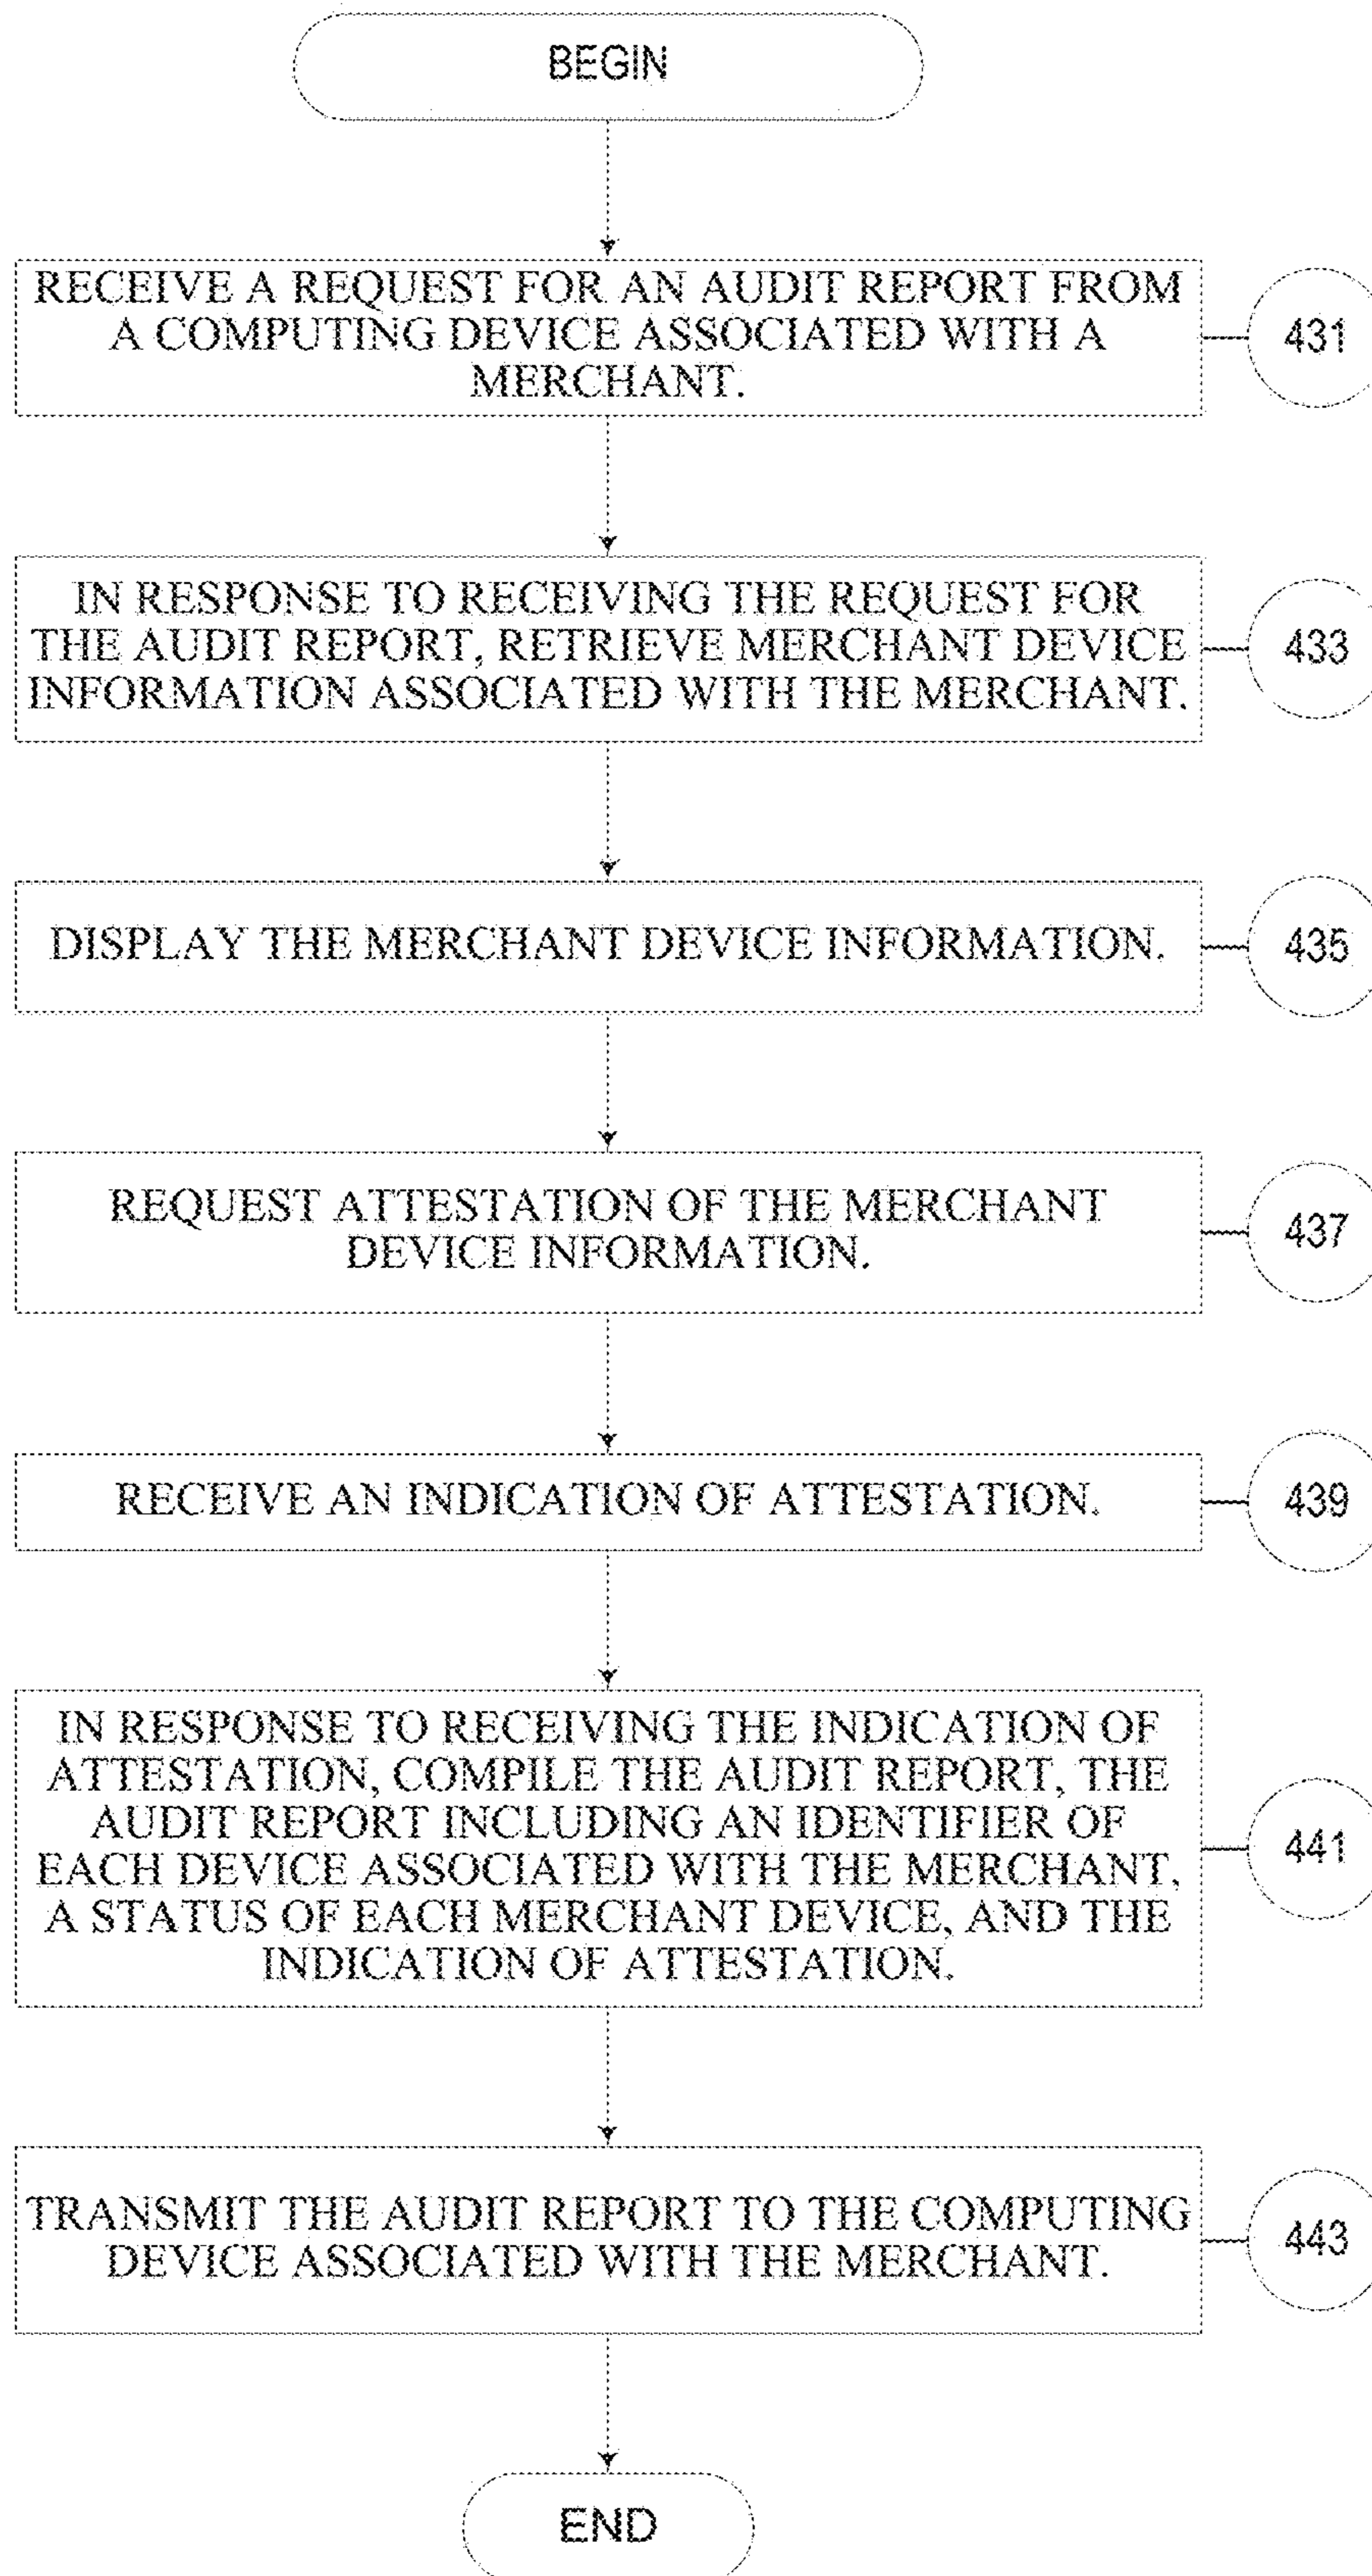 BEGIN
RECEIVE A REQUEST FOR AN AUDIT REPORT FROM
A COMPUTING DEVICE ASSOCIATED WITH A
MERCHANT.
431
IN RESPONSE TO RECEIVING THE REQUEST FOR
THE AUDIT REPORT, RETRIEVE MERCHANT DEVICE
INFORMATION ASSOCIATED WITH THE MERCHANT.
433
DISPLAY THE MERCHANT DEVICE INFORMATION.
435
REQUEST ATTESTATION OF THE MERCHANT
DEVICE INFORMATION.
437
RECEIVE AN INDICATION OF ATTESTATION.
439
IN RESPONSE TO RECEIVING THE INDICATION OF
ATTESTATION, COMPILE THE AUDIT REPORT, THE
AUDIT REPORT INCLUDING AN IDENTIFIER OF
EACH DEVICE ASSOCIATED WITH THE MERCHANT,
A STATUS OF EACH MERCHANT DEVICE, AND THE
INDICATION OF ATTESTATION.
441
TRANSMIT THE AUDIT REPORT TO THE COMPUTING
DEVICE ASSOCIATED WITH THE MERCHANT.
443
END